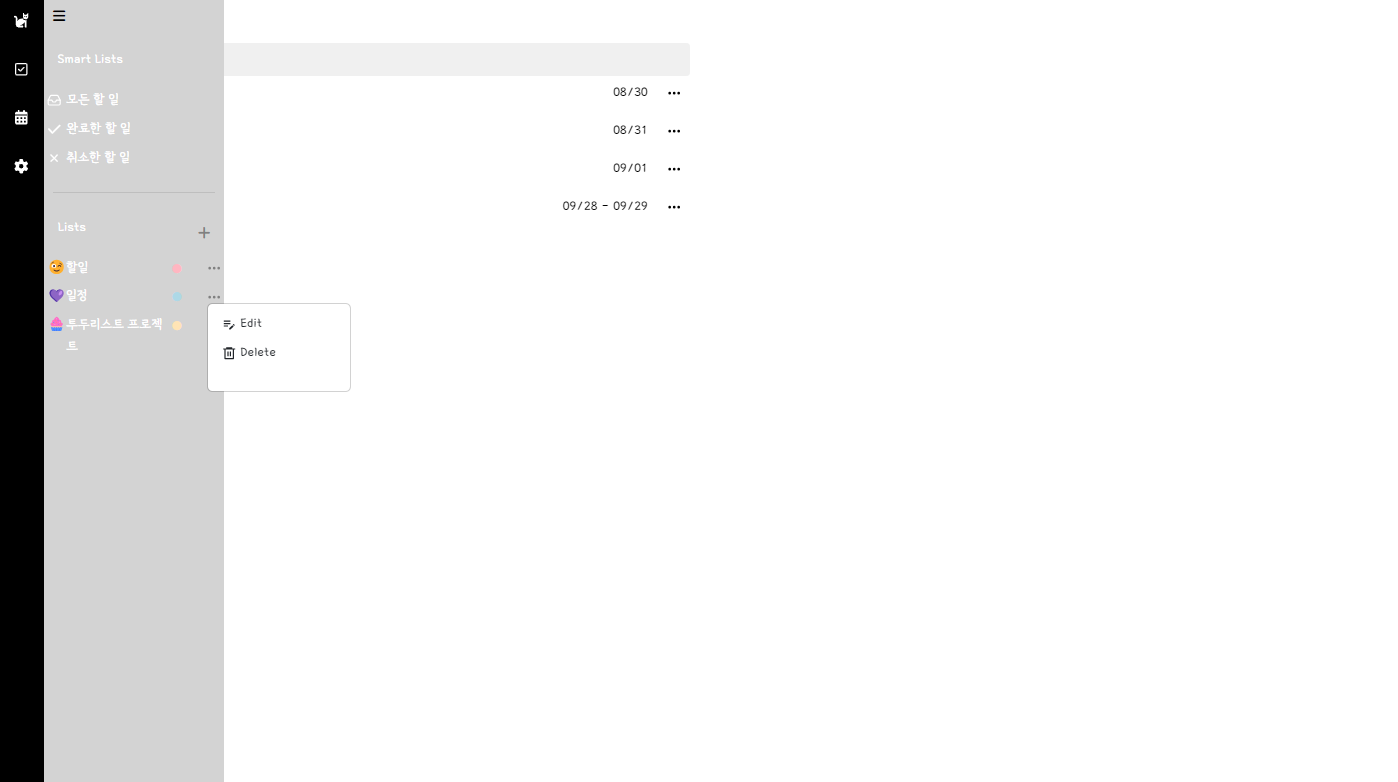 Smart Lists
모든 할 일
완료한 할 일
취소한 할 일
Lists
할일
일정
투두리스트 프로젝
트
Edit
Delete
08/30
08/31
09/01
09/28 - 09/29